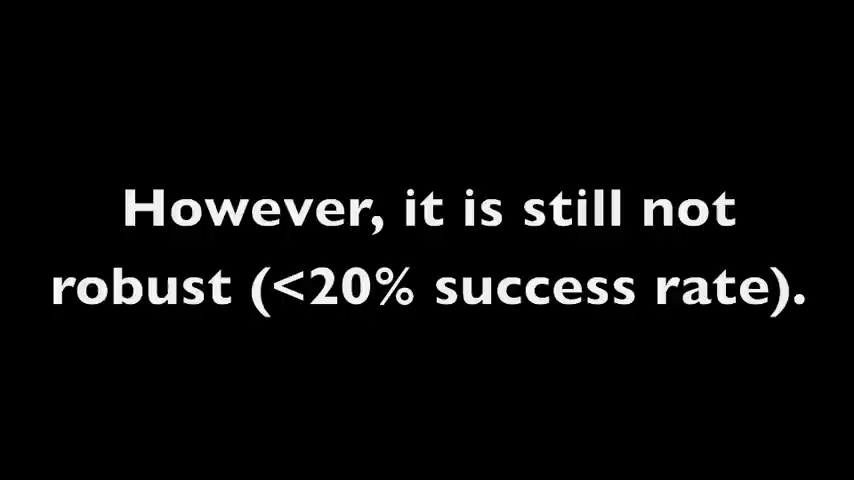 However, it is still not
robust (<20% success rate).